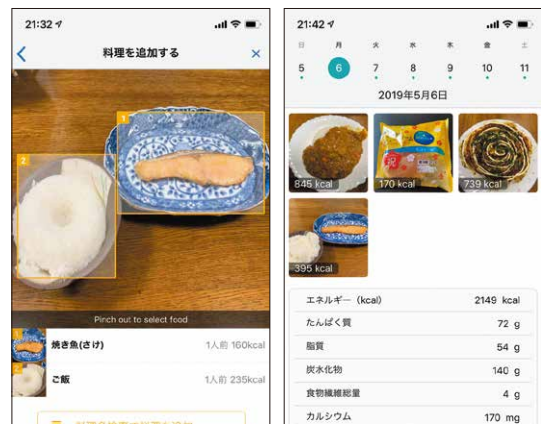 21:32
料理を追加する
1
2
Pinch out to select food
1.
焼き魚(さけ)
1人前 160kcal
2.
ご飯
1人前 235kcal
21:42
日 月 火 水 木 金 土
5 6 7 8 9 10 11
2019年5月6日
845 kcal
170 kcal
739 kcal
395 kcal
エネルギー (kcal) 2149 kcal
たんぱく質 72 g
脂質 54 g
炭水化物 140 g
食物繊維総量 4 g
カルシウム 170 mg